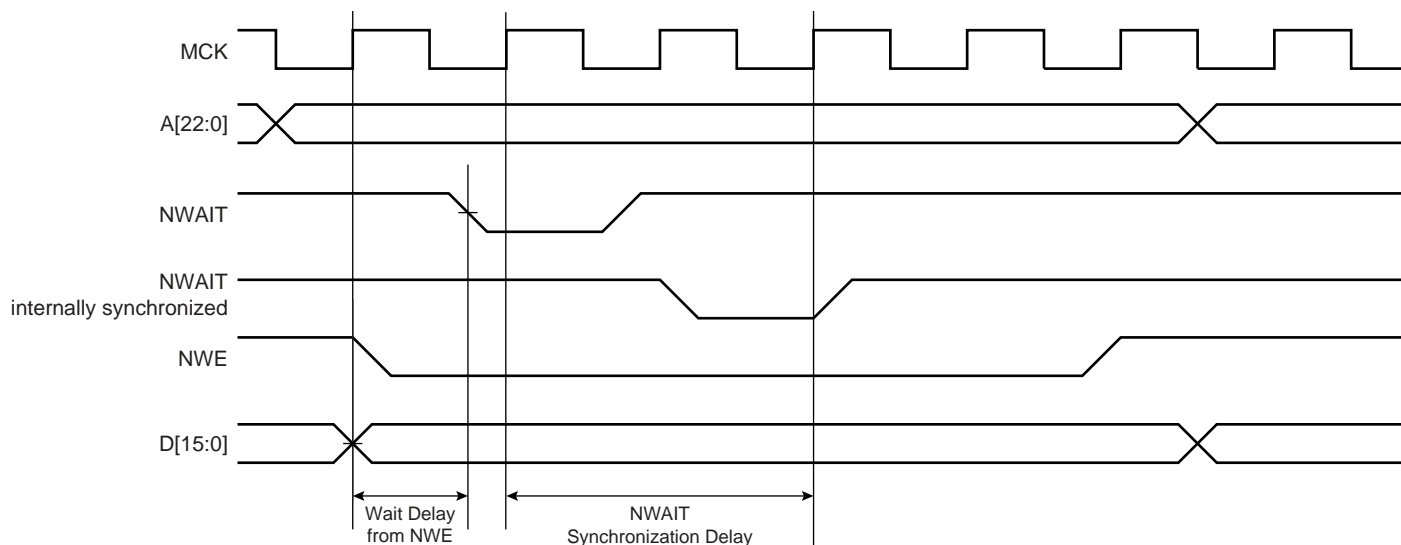 MCK
A[22:0]
NWAIT
NWAIT
internally synchronized
NWE
D[15:0]
Wait Delay
from NWE
NWAIT
Synchronization Delay